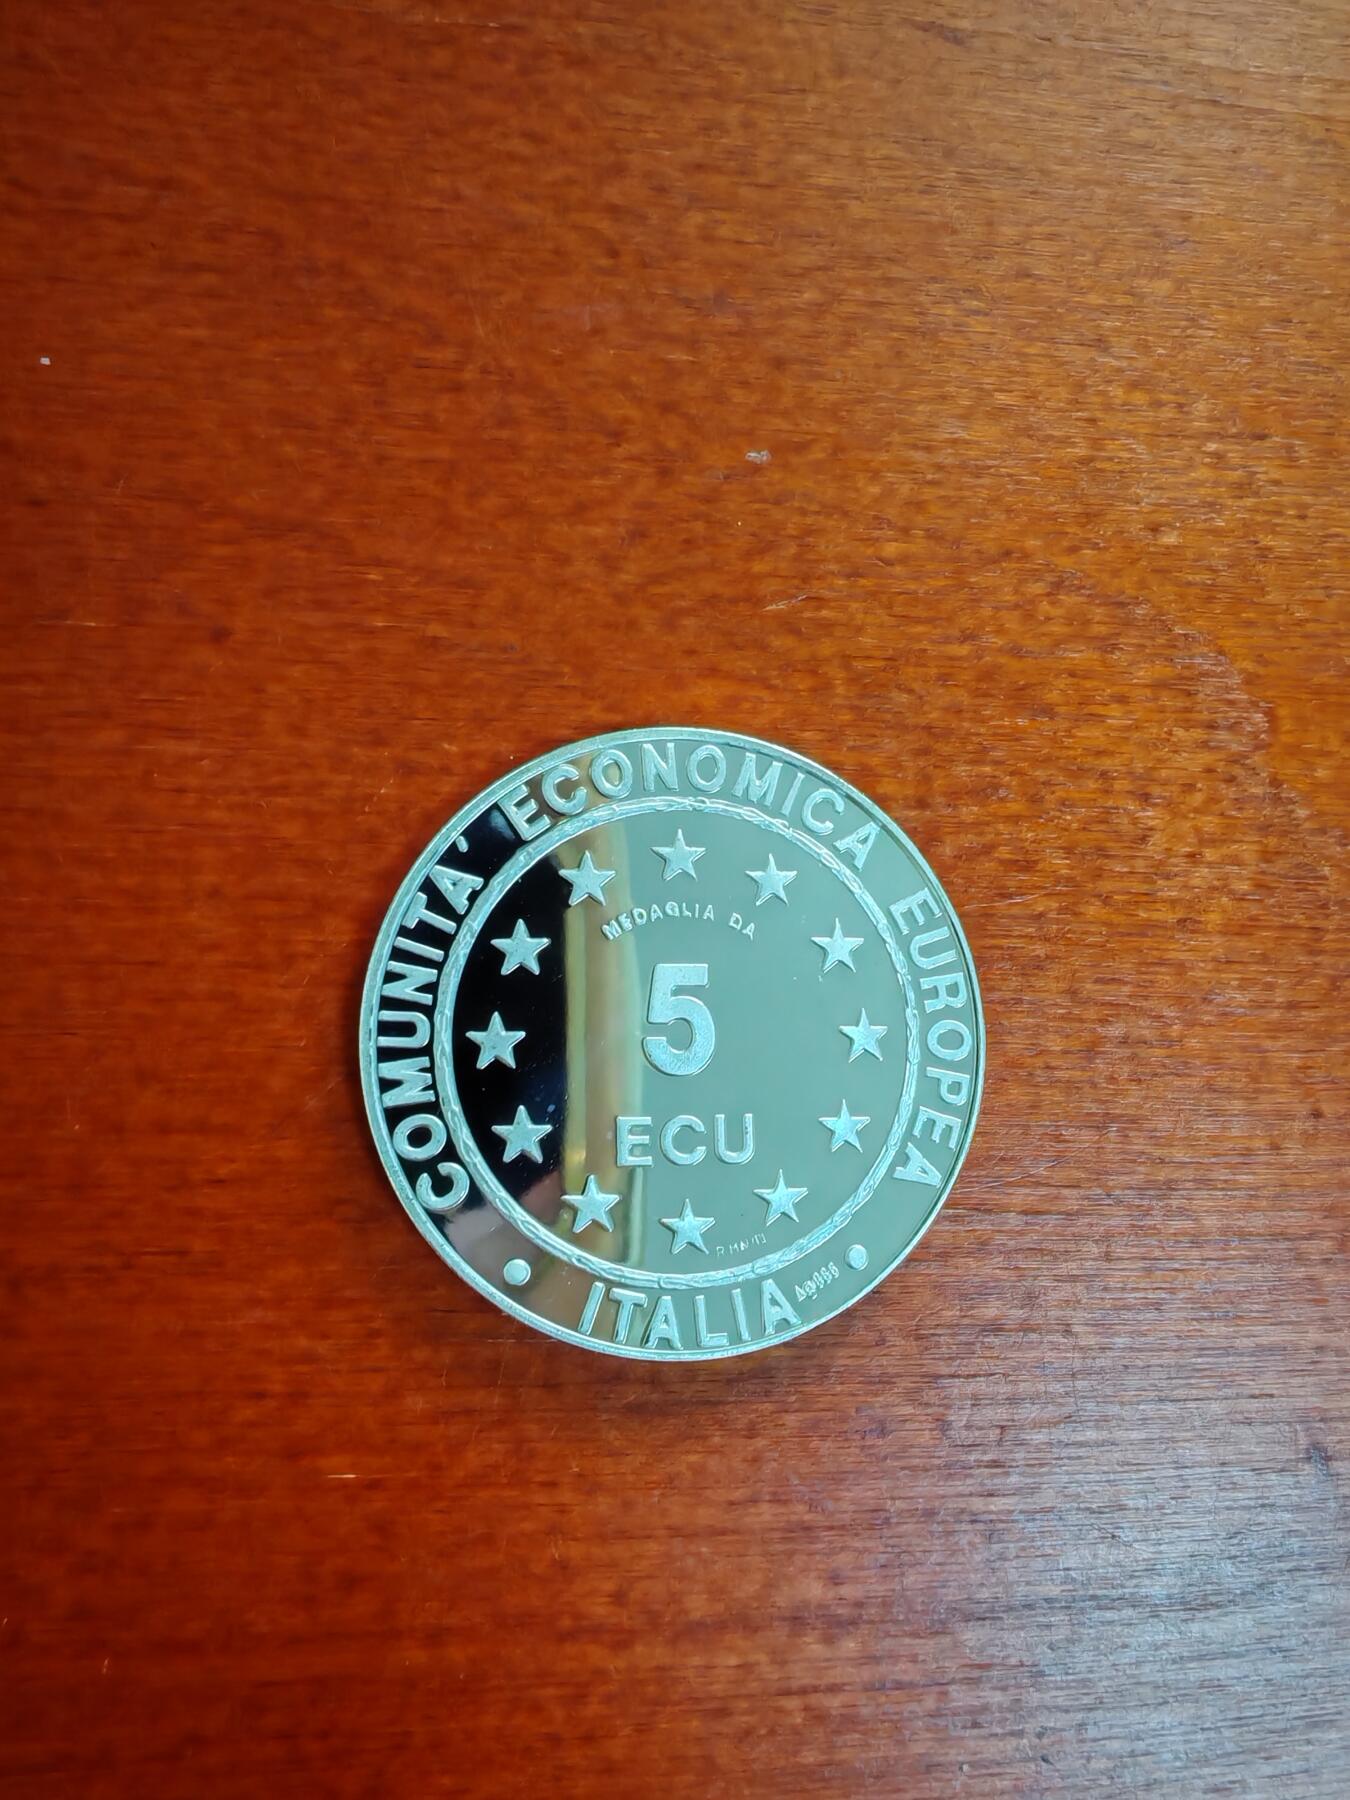 COMUNITA' ECONOMICA EUROPEA
MEDAGLIA DA
5
ECU
ITALIA